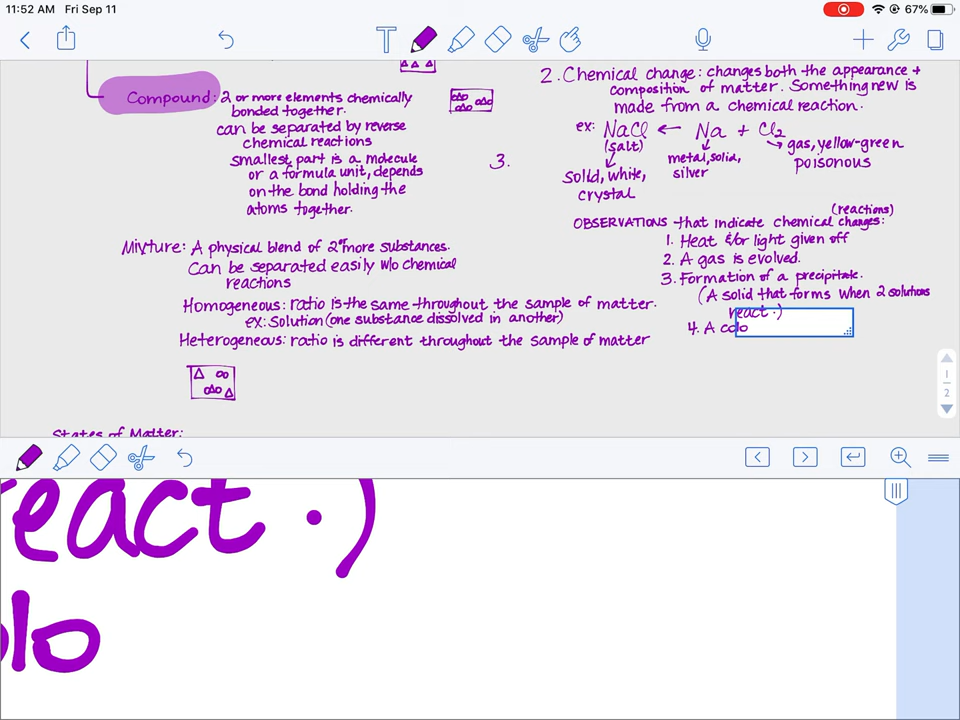 11:52 AM Fri Sep 11
67%
Compound: 2 or more elements chemically
bonded together.
can be separated by reverse
chemical reactions
smallest part is a molecule
or a formula unit, depends
on the bond holding the
atoms together.
3.
Mixture: A physical blend of 2 or more substances.
Can be separated easily w/o chemical
reactions
Homogeneous: ratio is the same throughout the sample of matter.
ex: Solution (one substance dissolved in another)
Heterogeneous: ratio is different throughout the sample of matter
States of Matter:
2. Chemical change: changes both the appearance +
composition of matter. Something new is
made from a chemical reaction.
ex: NaCl ← Na + Cl2
(salt)
solid, white,
crystal
metal, solid,
silver
gas, yellow-green
poisonous
(reactions)
OBSERVATIONS that indicate chemical changes:
1. Heat &/or light given off
2. A gas is evolved.
3. Formation of a precipitate.
(A solid that forms when 2 solutions
react.)
4. A colo
1
2
T
react.)
olo